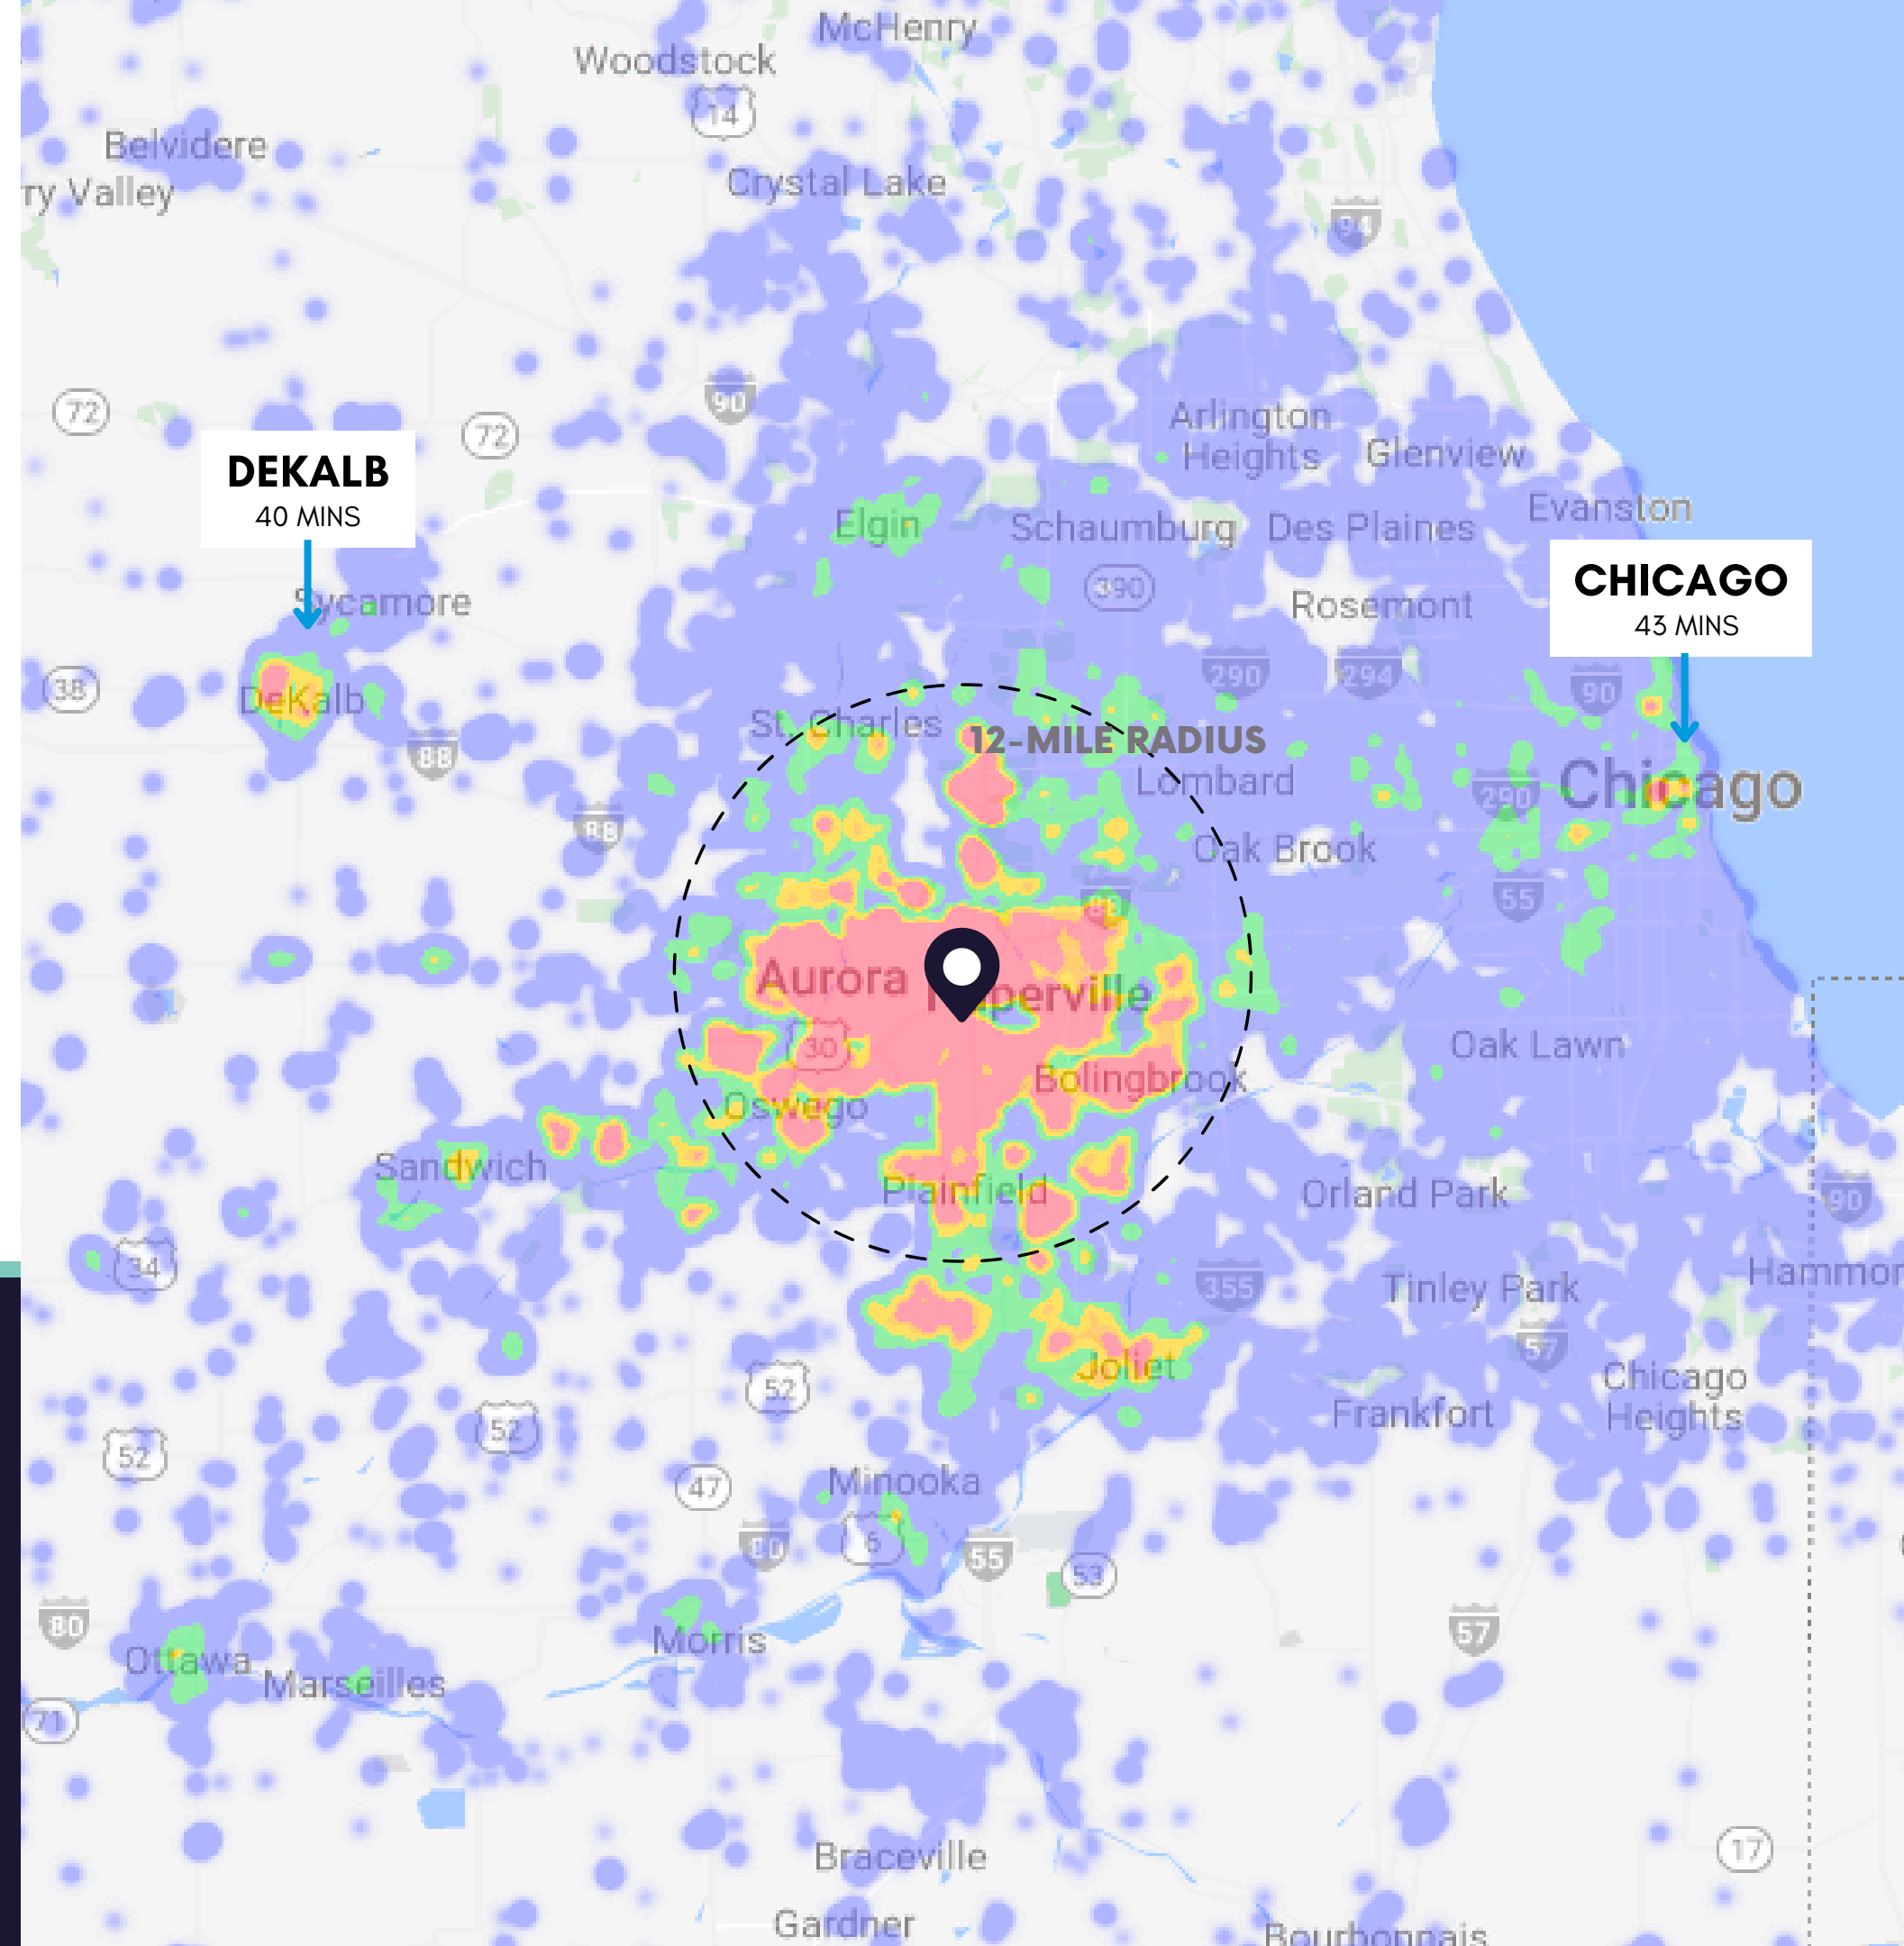 McHenry
Woodstock
14
Belvidere
ry Valley
Crystal Lake
94
90
72
72
Arlington
Heights
Glenview
DEKALB
40 MINS
Elgin
Schaumburg
Des Plaines
Evanston
CHICAGO
43 MINS
390
Sycamore
Rosemont
38
DeKalb
290
294
90
St. Charles
12-MILE RADIUS
88
Lombard
290
Chicago
88
Oak Brook
88
55
Aurora
Naperville
30
Oak Lawn
Bolingbrook
Oswego
Sandwich
Plainfield
Orland Park
90
34
355
Tinley Park
Hammon
57
Joliet
52
Chicago
Heights
52
52
Frankfort
47
Minooka
80
6
55
53
80
57
Ottawa
Morris
Marseilles
71
Braceville
17
Gardner
Bourbonnais